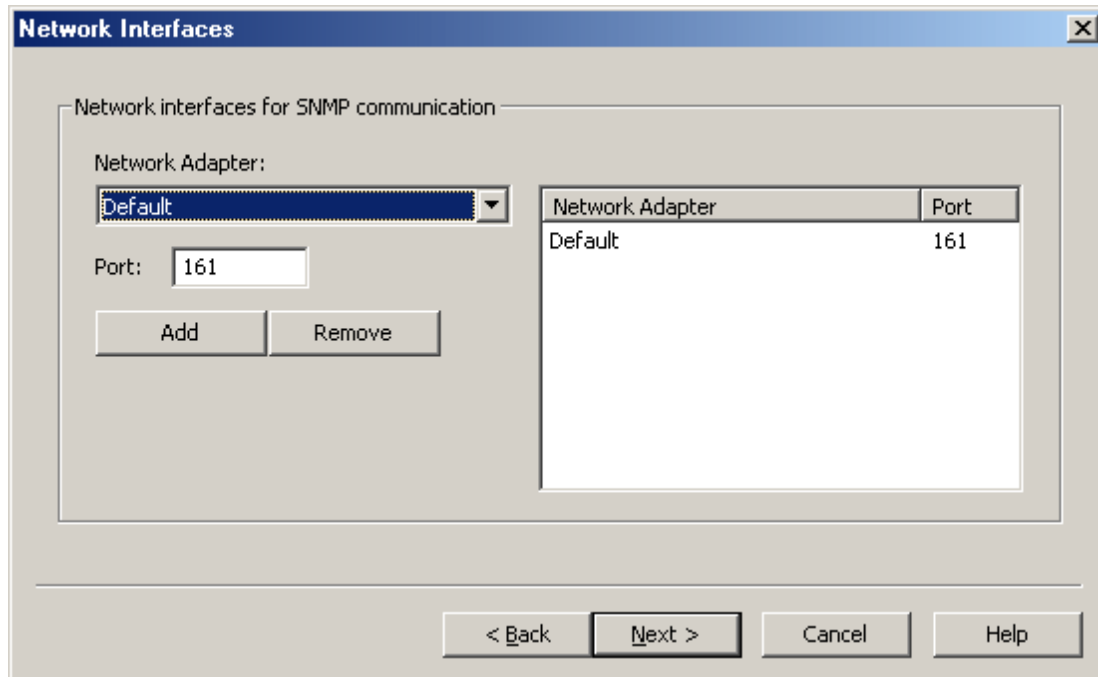 Network Interfaces
Network interfaces for SNMP communication
Network Adapter:
Default
Port: 161
Add Remove
Network Adapter Port
Default 161
< Back Next > Cancel Help